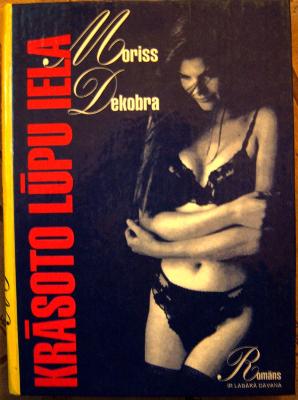 Moriss
Dekobra
KRĀSOTO LŪPU IELA
Romāns
IR LABĀKĀ DĀVANA